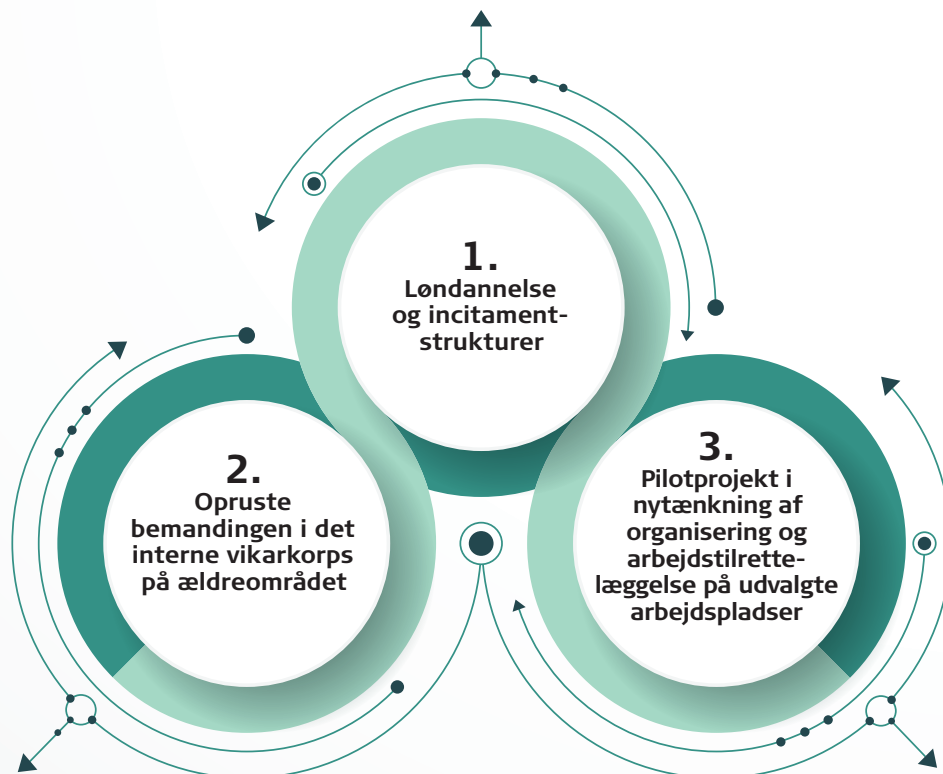 1.
Løndannelse
og incitament-
strukturer
2.
Opruste
bemandingen i det
interne vikarkorps
på ældreområdet
3.
Pilotprojekt i
nytænkning af
organisering og
arbejdstilrette-
læggelse på udvalgte
arbejdspladser